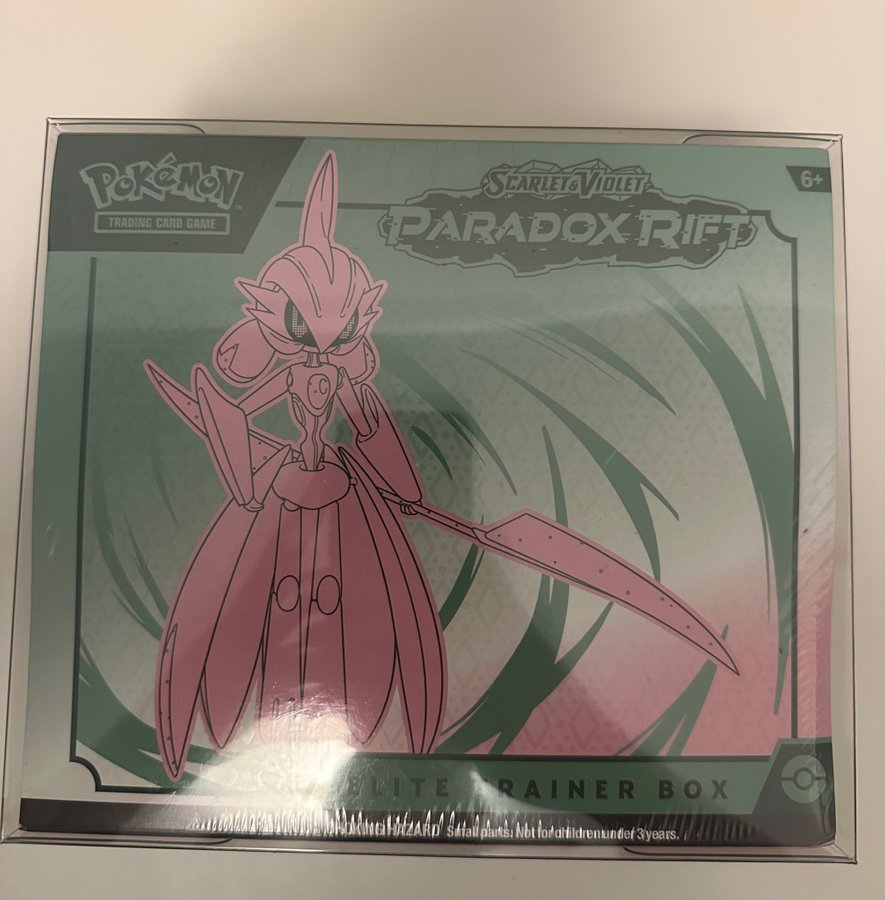 POKÉMON
TRADING CARD GAME
SCARLET & VIOLET
PARADOX RIFT
6+
ELITE TRAINER BOX
HAZARD Small parts. Not for children under 3 years.